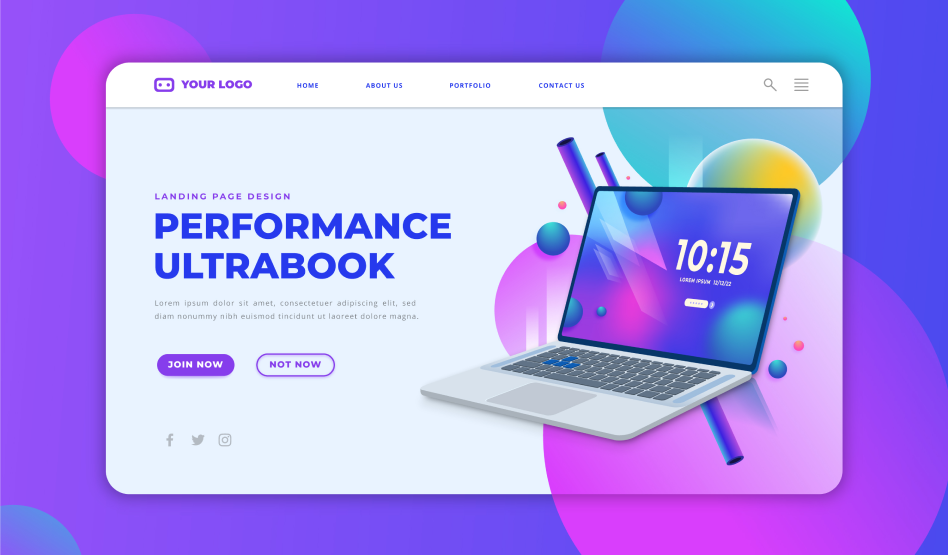 YOUR LOGO
HOME
ABOUT US
PORTFOLIO
CONTACT US
LANDING PAGE DESIGN
PERFORMANCE
ULTRABOOK
Lorem ipsum dolor sit amet, consectetuer adipiscing elit, sed
diam nonummy nibh euismod tincidunt ut laoreet dolore magna.
JOIN NOW
NOT NOW
10:15
LOREM IPSUM 12/12/22